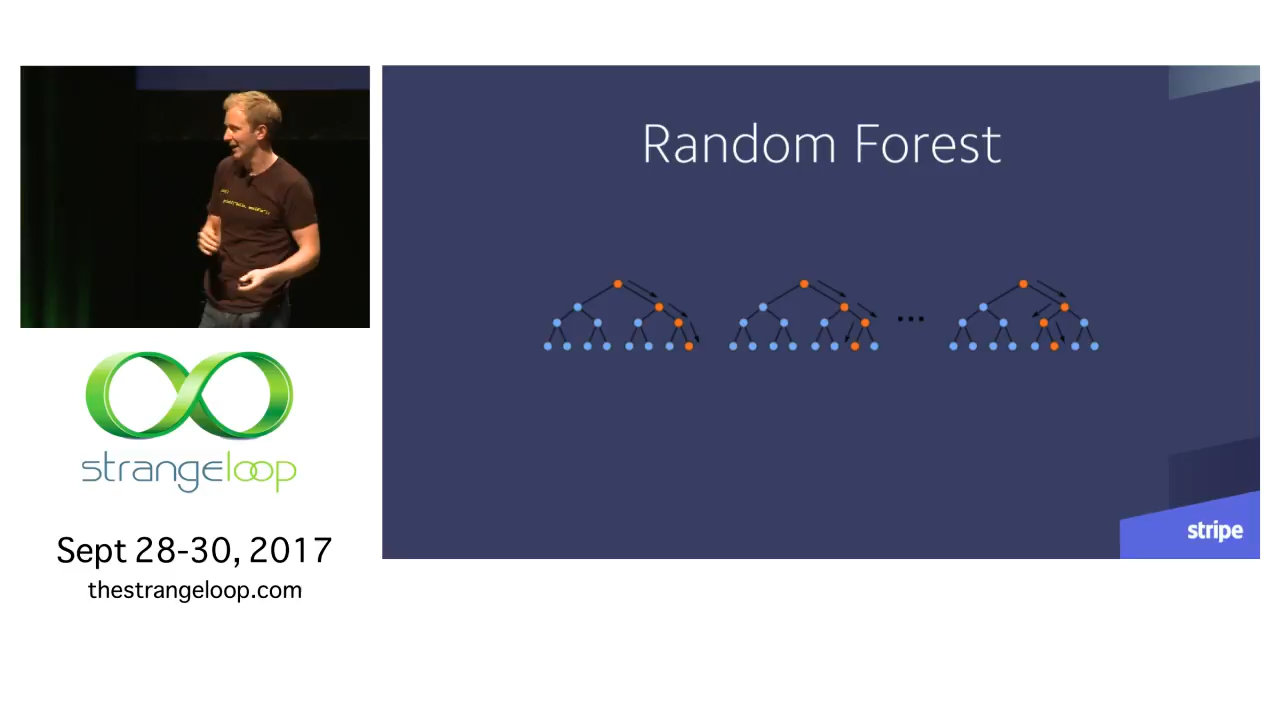 Random Forest
stripe
strangeloop
Sept 28-30, 2017
thestrangeloop.com